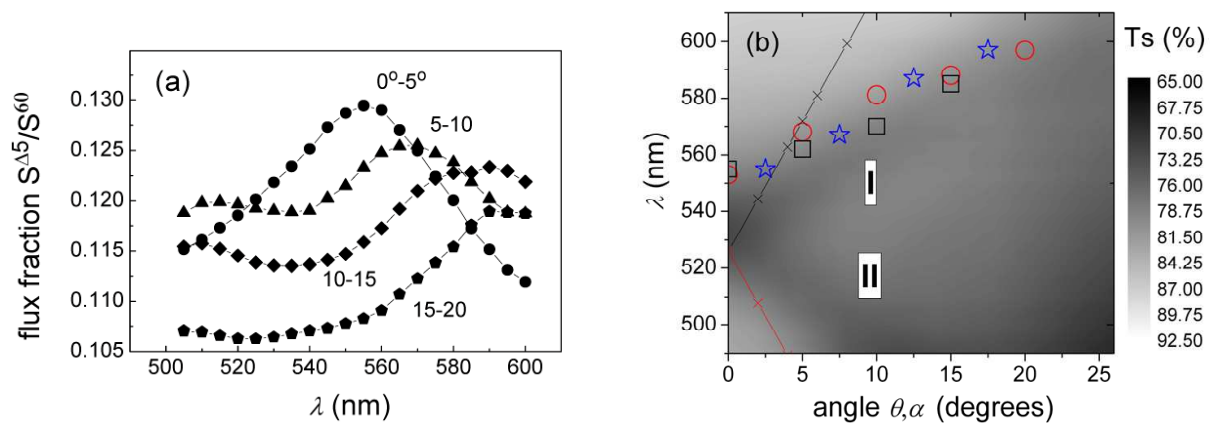 (a)
0°-5°
5-10
10-15
15-20
0.130
0.125
0.120
0.115
0.110
0.105
500 520 540 560 580 600
flux fraction S^Δ5/S^60
λ (nm)
(b)
I
II
600
580
560
540
520
500
0 5 10 15 20 25
λ (nm)
angle θ,α (degrees)
Ts (%)
65.00
67.75
70.50
73.25
76.00
78.75
81.50
84.25
87.00
89.75
92.50